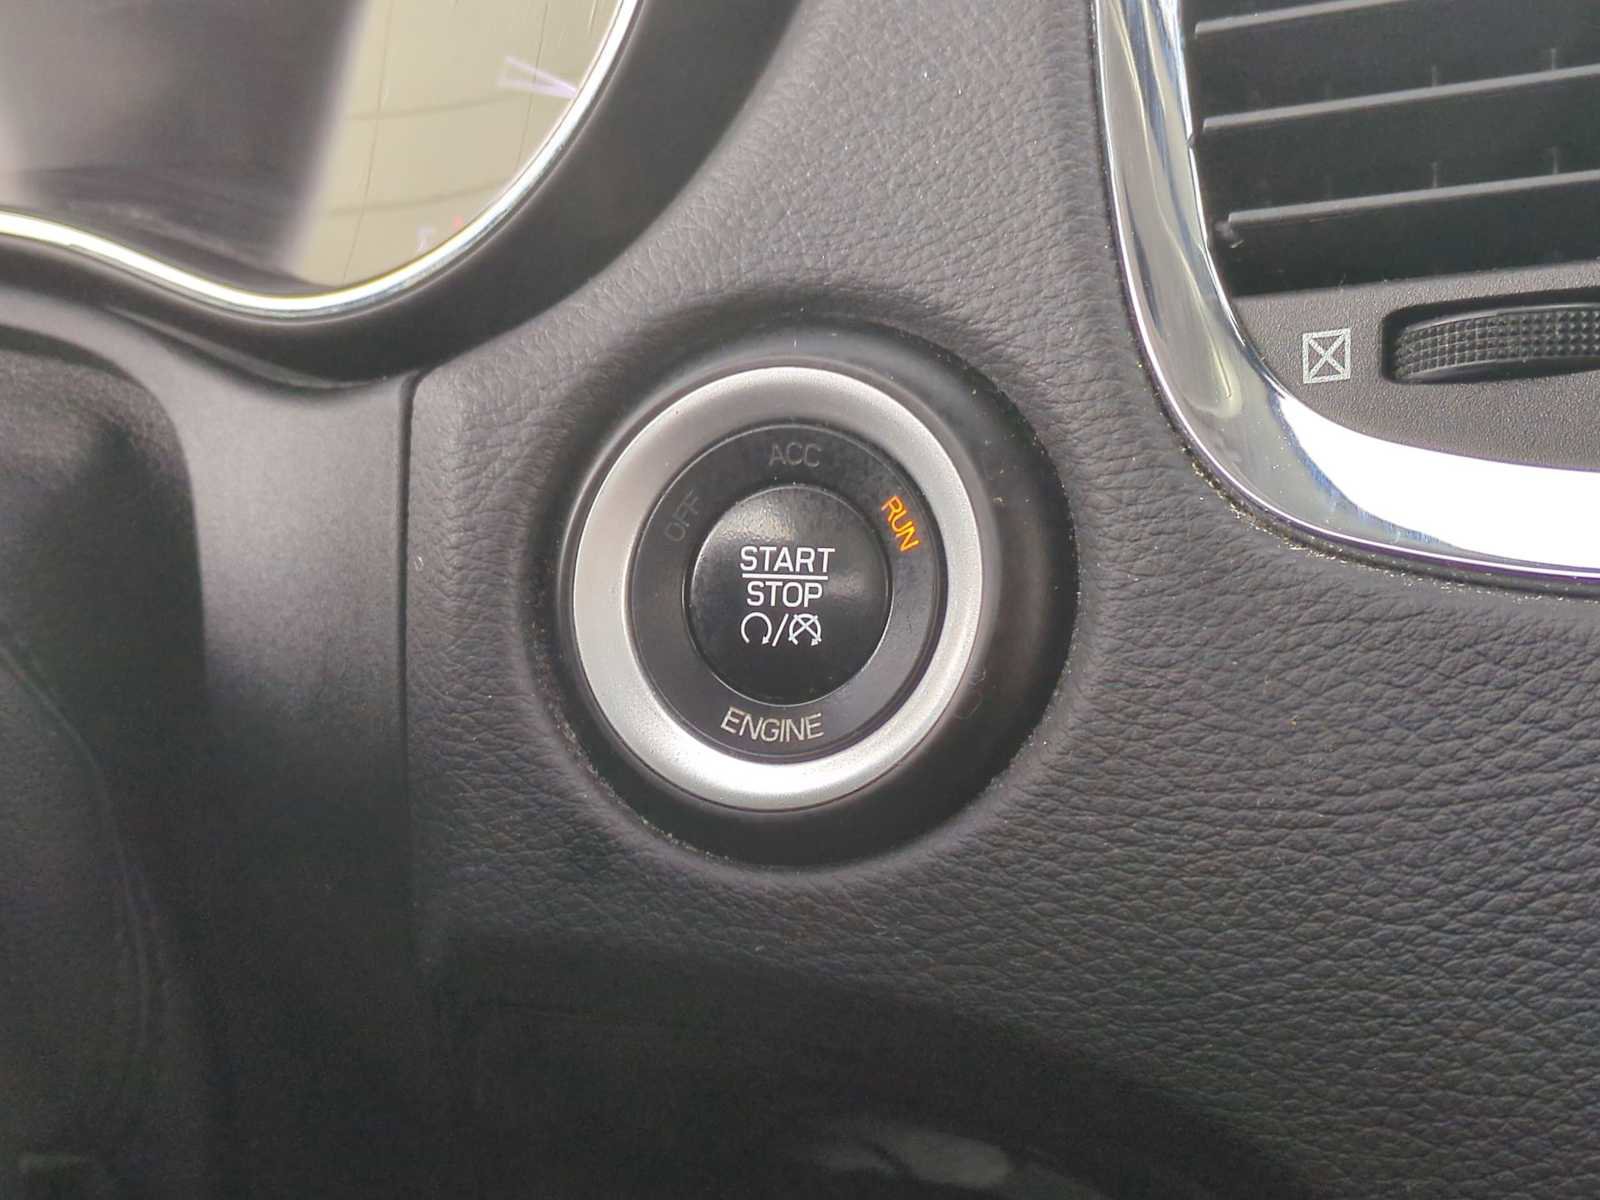 ACC
OFF
RUN
START
STOP
ENGINE